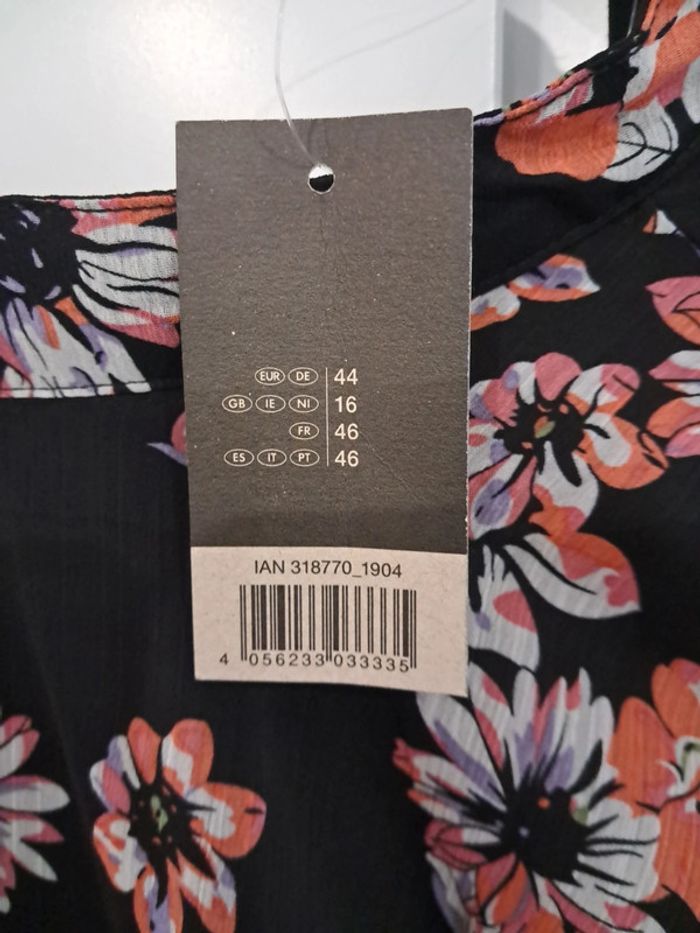 EUR DE 44
GB IE NI 16
FR 46
ES IT PT 46
IAN 318770_1904
4 056233 033335